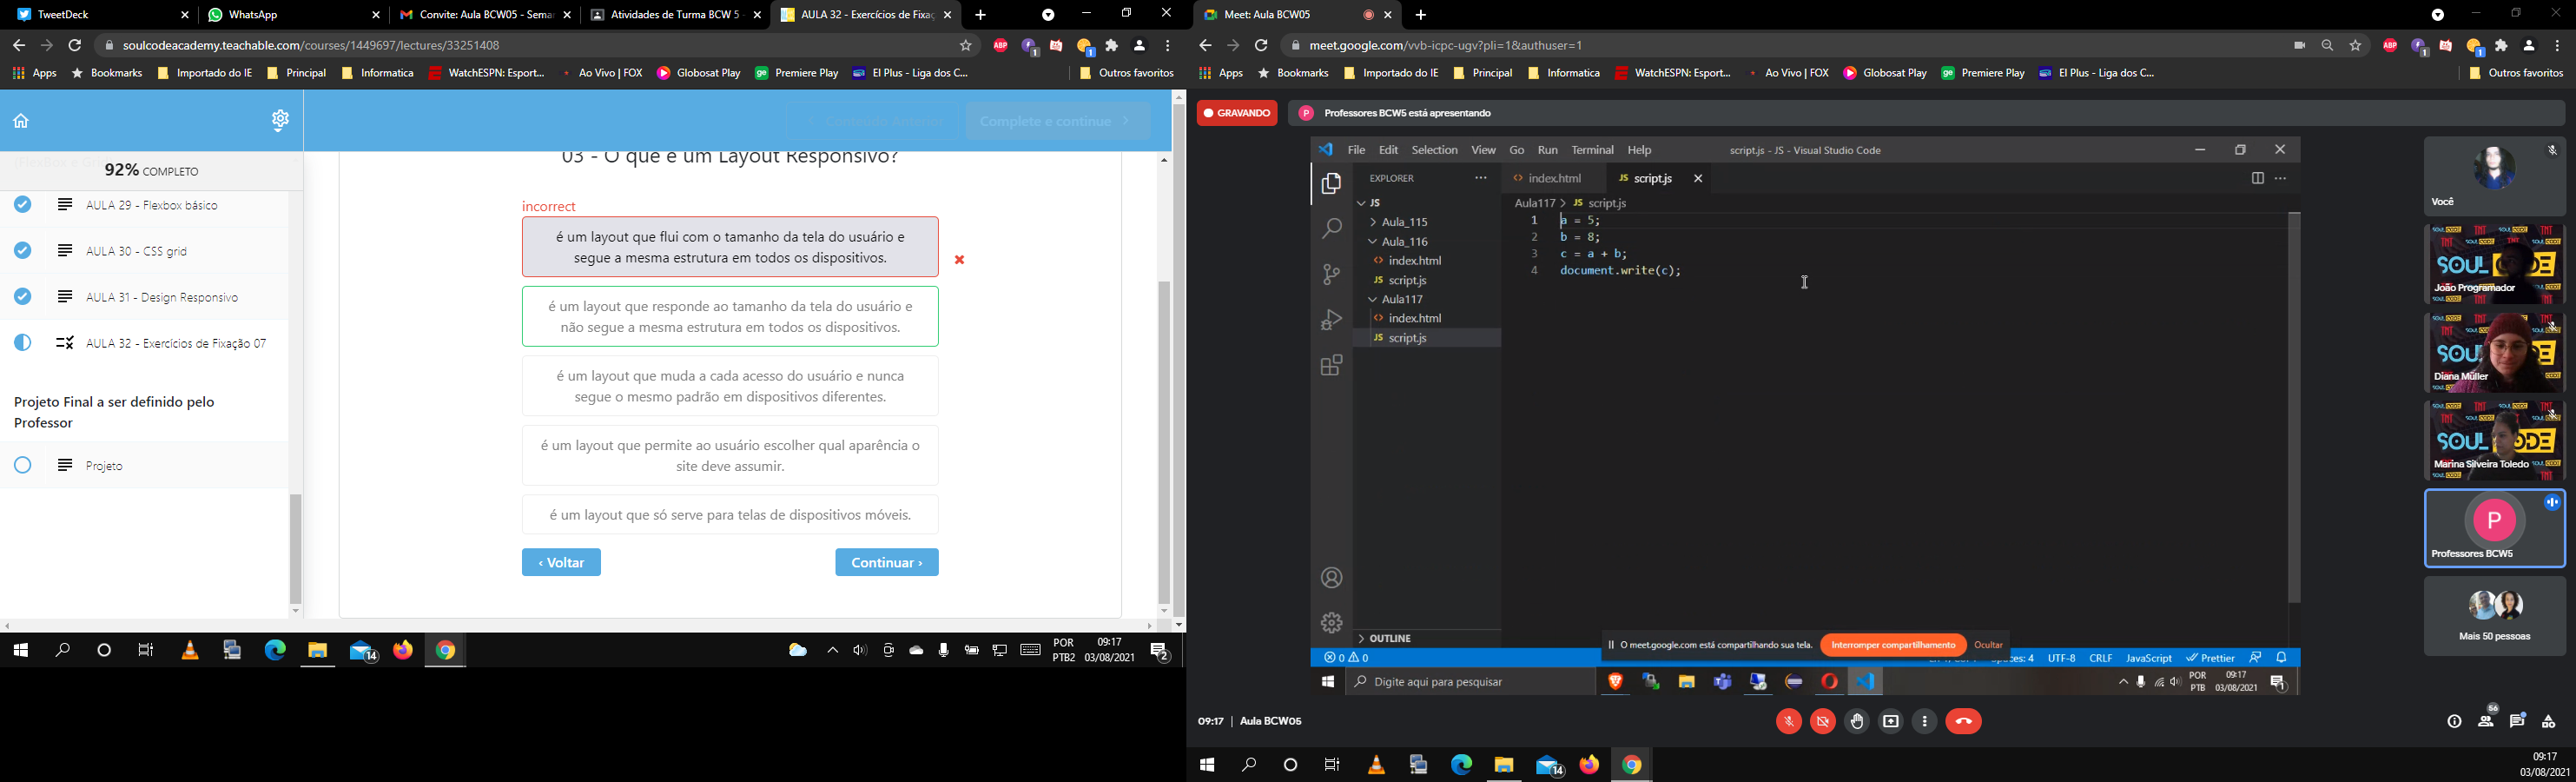 TweetDeck
WhatsApp
Convite: Aula BCW05 - Sema
Atividades de Turma BCW 5 -
AULA 32 - Exercícios de Fixaç
soulcodeacademy.teachable.com/courses/1449697/lectures/33251408
Apps
Bookmarks
Importado do IE
Principal
Informatica
WatchESPN: Esport...
Ao Vivo | FOX
Globosat Play
Premiere Play
EI Plus - Liga dos C...
Outros favoritos
Complete e continue
92% COMPLETO
AULA 29 - Flexbox básico
AULA 30 - CSS grid
AULA 31 - Design Responsivo
AULA 32 - Exercícios de Fixação 07
Projeto Final a ser definido pelo
Professor
Projeto
03 - O que é um Layout Responsivo?
incorrect
é um layout que flui com o tamanho da tela do usuário e
segue a mesma estrutura em todos os dispositivos.
é um layout que responde ao tamanho da tela do usuário e
não segue a mesma estrutura em todos os dispositivos.
é um layout que muda a cada acesso do usuário e nunca
segue o mesmo padrão em dispositivos diferentes.
é um layout que permite ao usuário escolher qual aparência o
site deve assumir.
é um layout que só serve para telas de dispositivos móveis.
‹ Voltar
Continuar ›
14
POR
PTB2
09:17
03/08/2021
2
Meet: Aula BCW05
meet.google.com/vvb-icpc-ugv?pli=1&authuser=1
Apps
Bookmarks
Importado do IE
Principal
Informatica
WatchESPN: Esport...
Ao Vivo | FOX
Globosat Play
Premiere Play
EI Plus - Liga dos C...
Outros favoritos
GRAVANDO
P
Professores BCW5 está apresentando
File Edit Selection View Go Run Terminal Help
script.js - JS - Visual Studio Code
EXPLORER
index.html
JS script.js
JS
Aula_115
Aula_116
index.html
JS script.js
Aula117
index.html
JS script.js
OUTLINE
Aula117 > JS script.js
1 a = 5;
2 b = 8;
3 c = a + b;
4 document.write(c);
O meet.google.com está compartilhando sua tela.
Interromper compartilhamento
Ocultar
0 0
UTF-8
CRLF
JavaScript
Prettier
Digite aqui para pesquisar
POR
PTB
09:17
03/08/2021
1
Você
SOUL CODE
João Programador
Diana Müller
SOUL CODE
Marina Silveira Toledo
P
Professores BCW5
Mais 50 pessoas
09:17 | Aula BCW05
56
14
09:17
03/08/2021